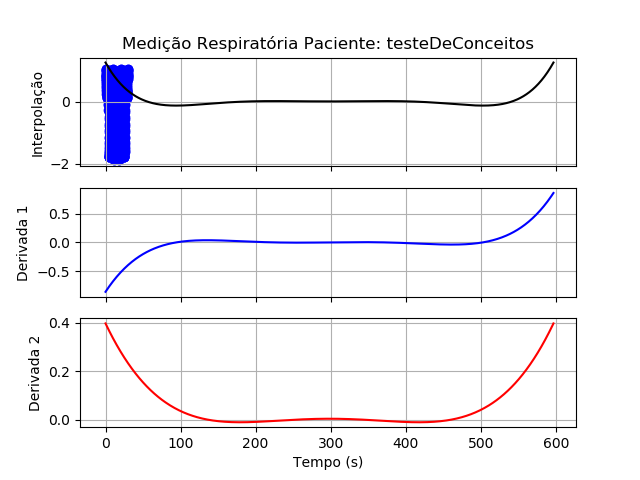 Medição Respiratória Paciente: testeDeConceitos
Interpolação
0
−2
Derivada 1
0.5
0.0
−0.5
Derivada 2
0.4
0.2
0.0
0 100 200 300 400 500 600
Tempo (s)